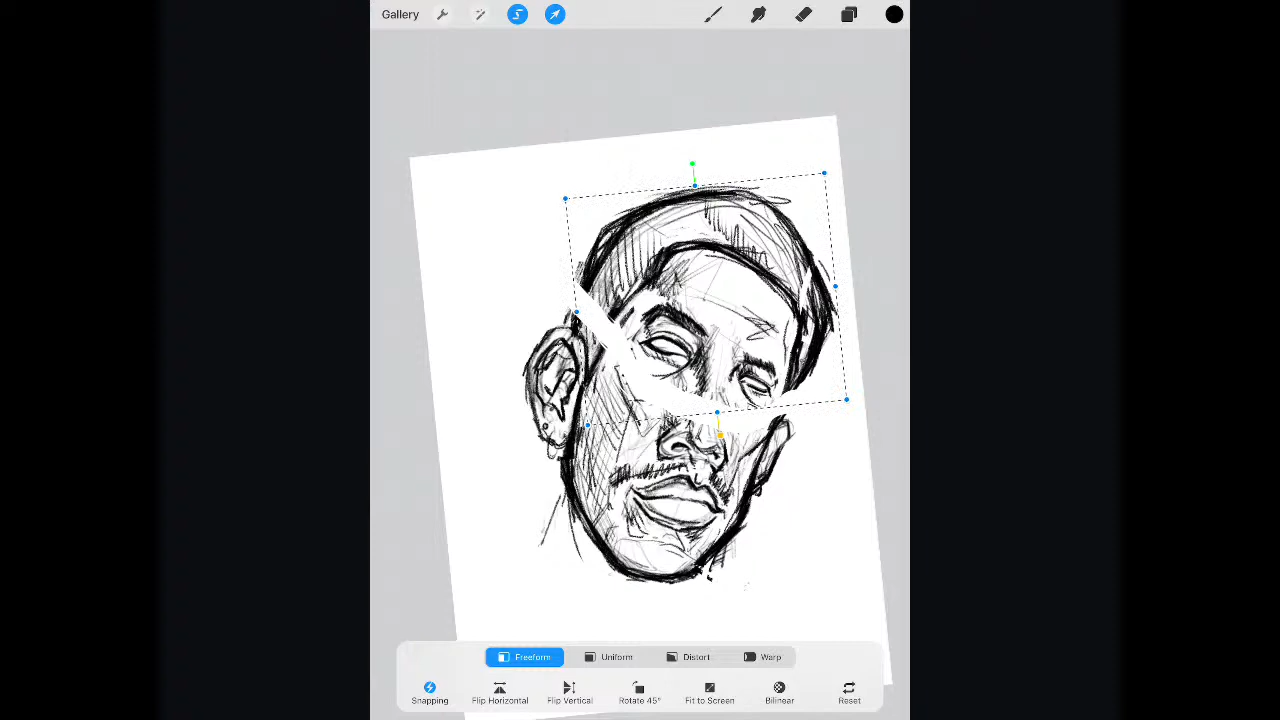 Gallery
Freeform Uniform Distort Warp
Snapping Flip Horizontal Flip Vertical Rotate 45° Fit to Screen Bilinear Reset